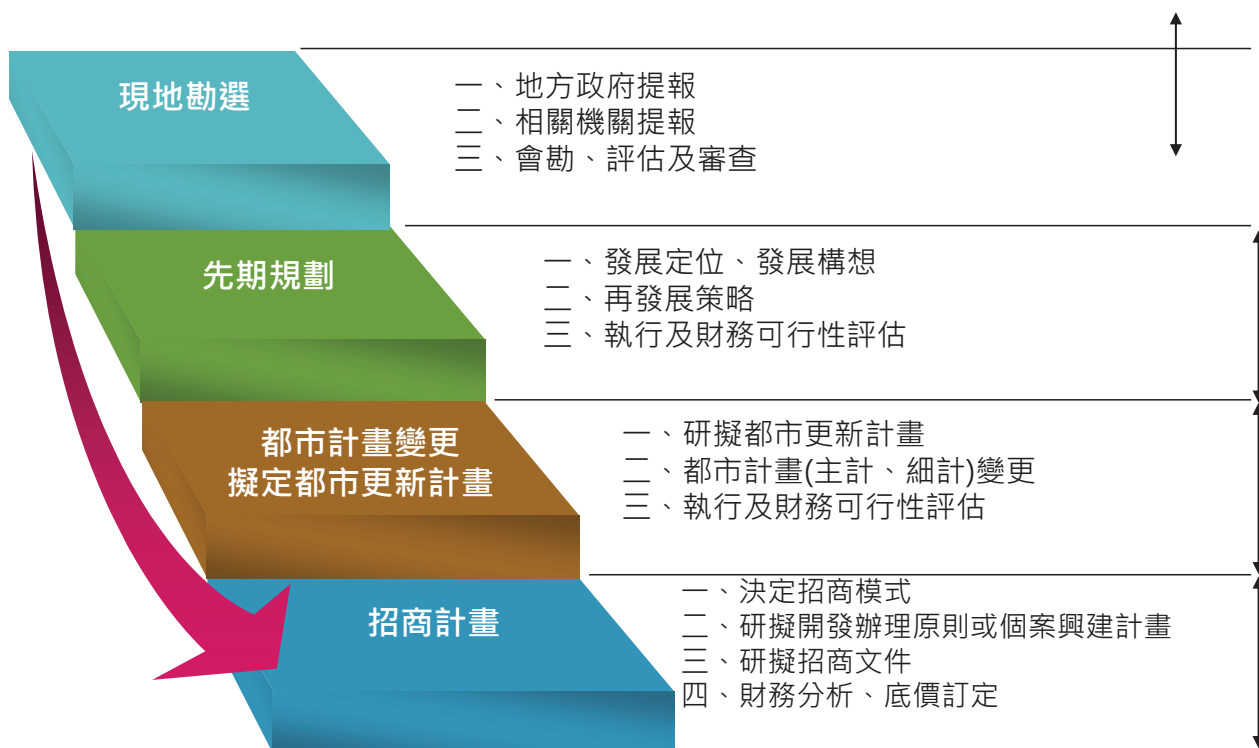 現地勘選
一、地方政府提報
二、相關機關提報
三、會勘、評估及審查
先期規劃
一、發展定位、發展構想
二、再發展策略
三、執行及財務可行性評估
都市計畫變更
擬定都市更新計畫
一、研擬都市更新計畫
二、都市計畫(主計、細計)變更
三、執行及財務可行性評估
招商計畫
一、決定招商模式
二、研擬開發辦理原則或個案興建計畫
三、研擬招商文件
四、財務分析、底價訂定